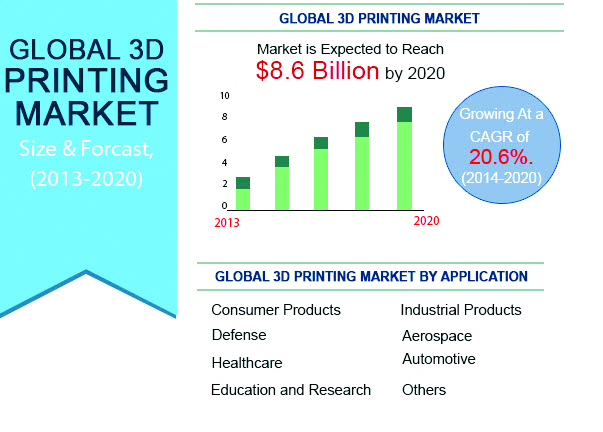 GLOBAL 3D
PRINTING
MARKET
Size & Forcast,
(2013-2020)
GLOBAL 3D PRINTING MARKET
Market is Expected to Reach
$8.6 Billion by 2020
10
8
6
4
2
0
2013
2020
Growing At a
CAGR of
20.6%.
(2014-2020)
GLOBAL 3D PRINTING MARKET BY APPLICATION
Consumer Products
Defense
Healthcare
Education and Research
Industrial Products
Aerospace
Automotive
Others